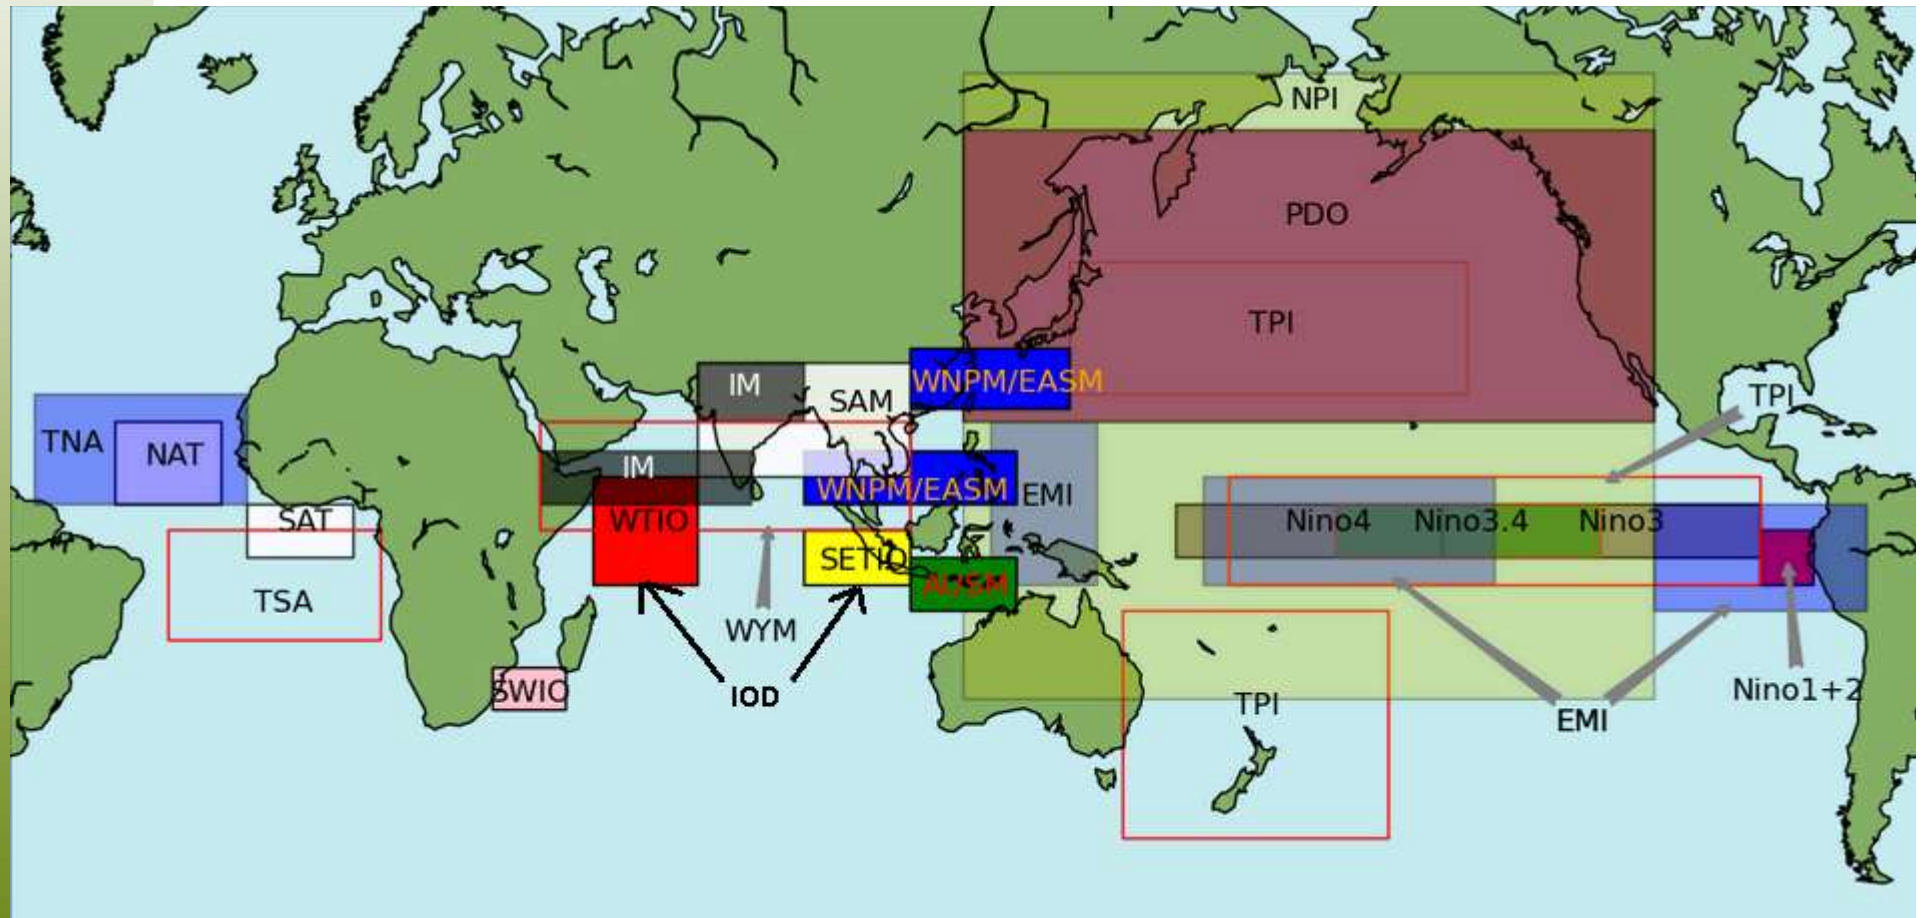 NPI
PDO
TPI
IM
WNPM/EASM
SAM
TPI
TNA
NAT
IM
WNPM/EASM
EMI
SAT
WTIO
Nino4
Nino3.4
Nino3
SETIO
AUSM
TSA
WYM
SWIO
IOD
TPI
Nino1+2
EMI